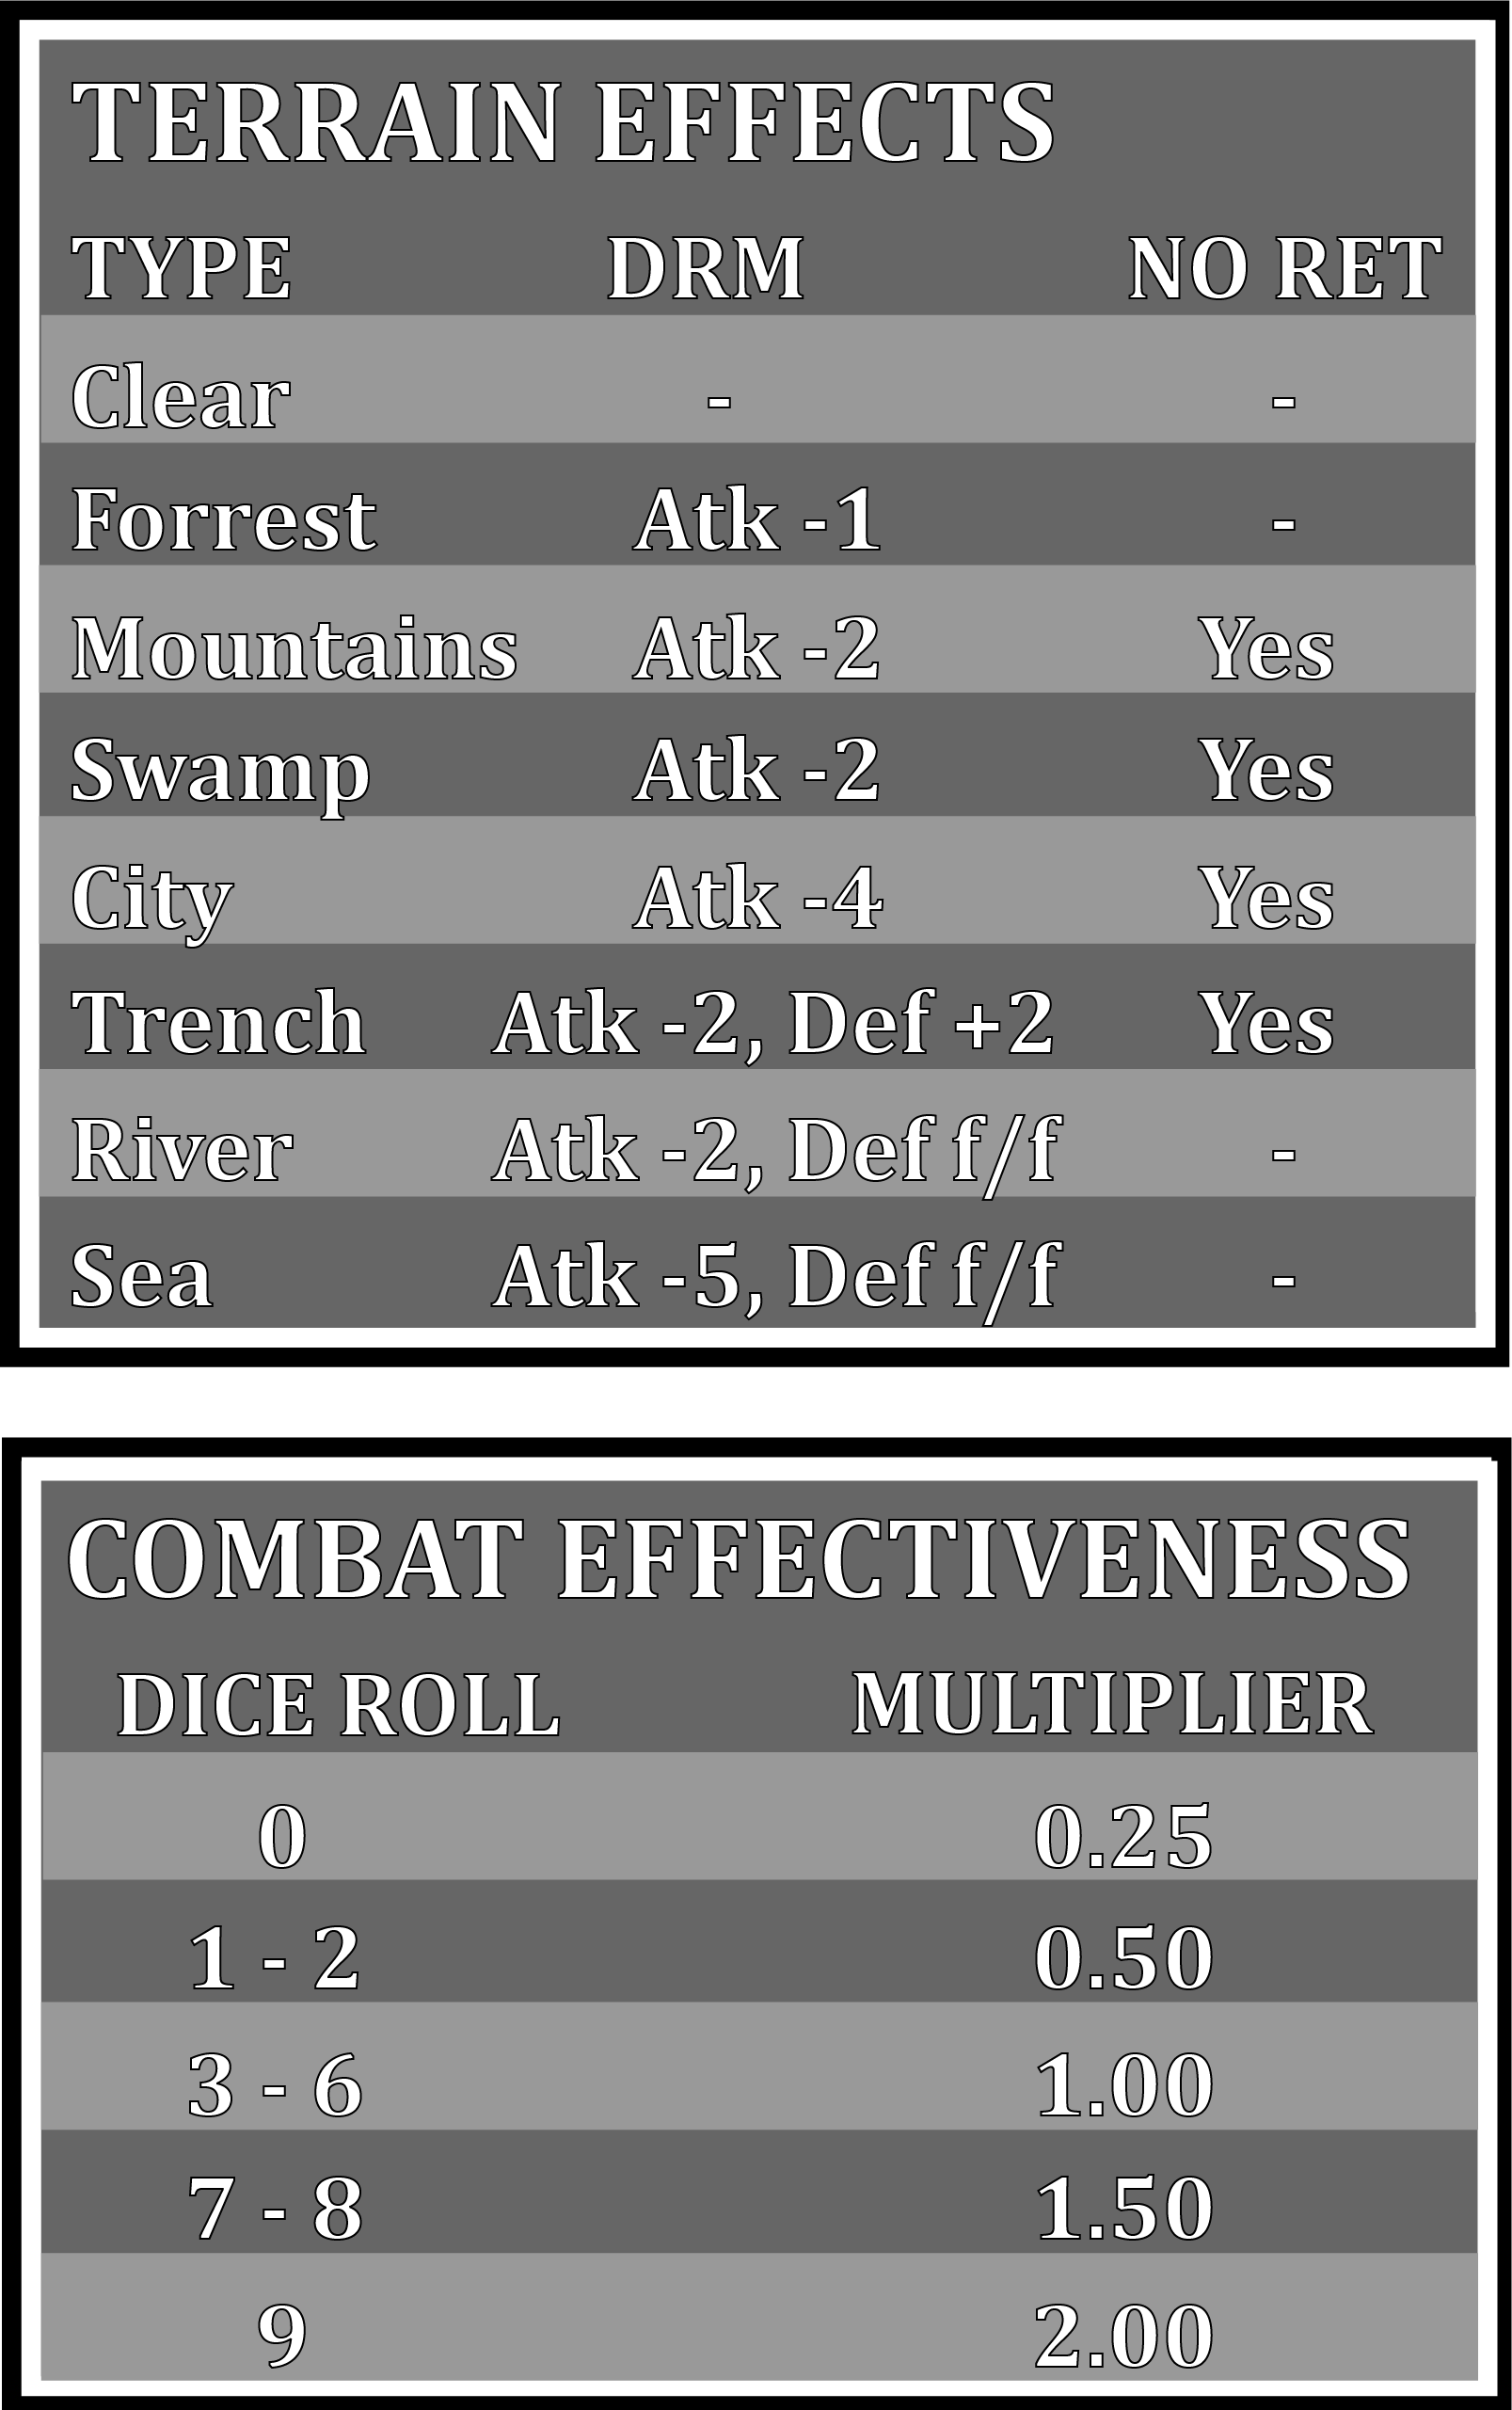 TERRAIN EFFECTS
TYPE DRM NO RET
Clear - -
Forrest Atk -1 -
Mountains Atk -2 Yes
Swamp Atk -2 Yes
City Atk -4 Yes
Trench Atk -2, Def +2 Yes
River Atk -2, Def f/f -
Sea Atk -5, Def f/f -
COMBAT EFFECTIVENESS
DICE ROLL MULTIPLIER
0 0.25
1 - 2 0.50
3 - 6 1.00
7 - 8 1.50
9 2.00